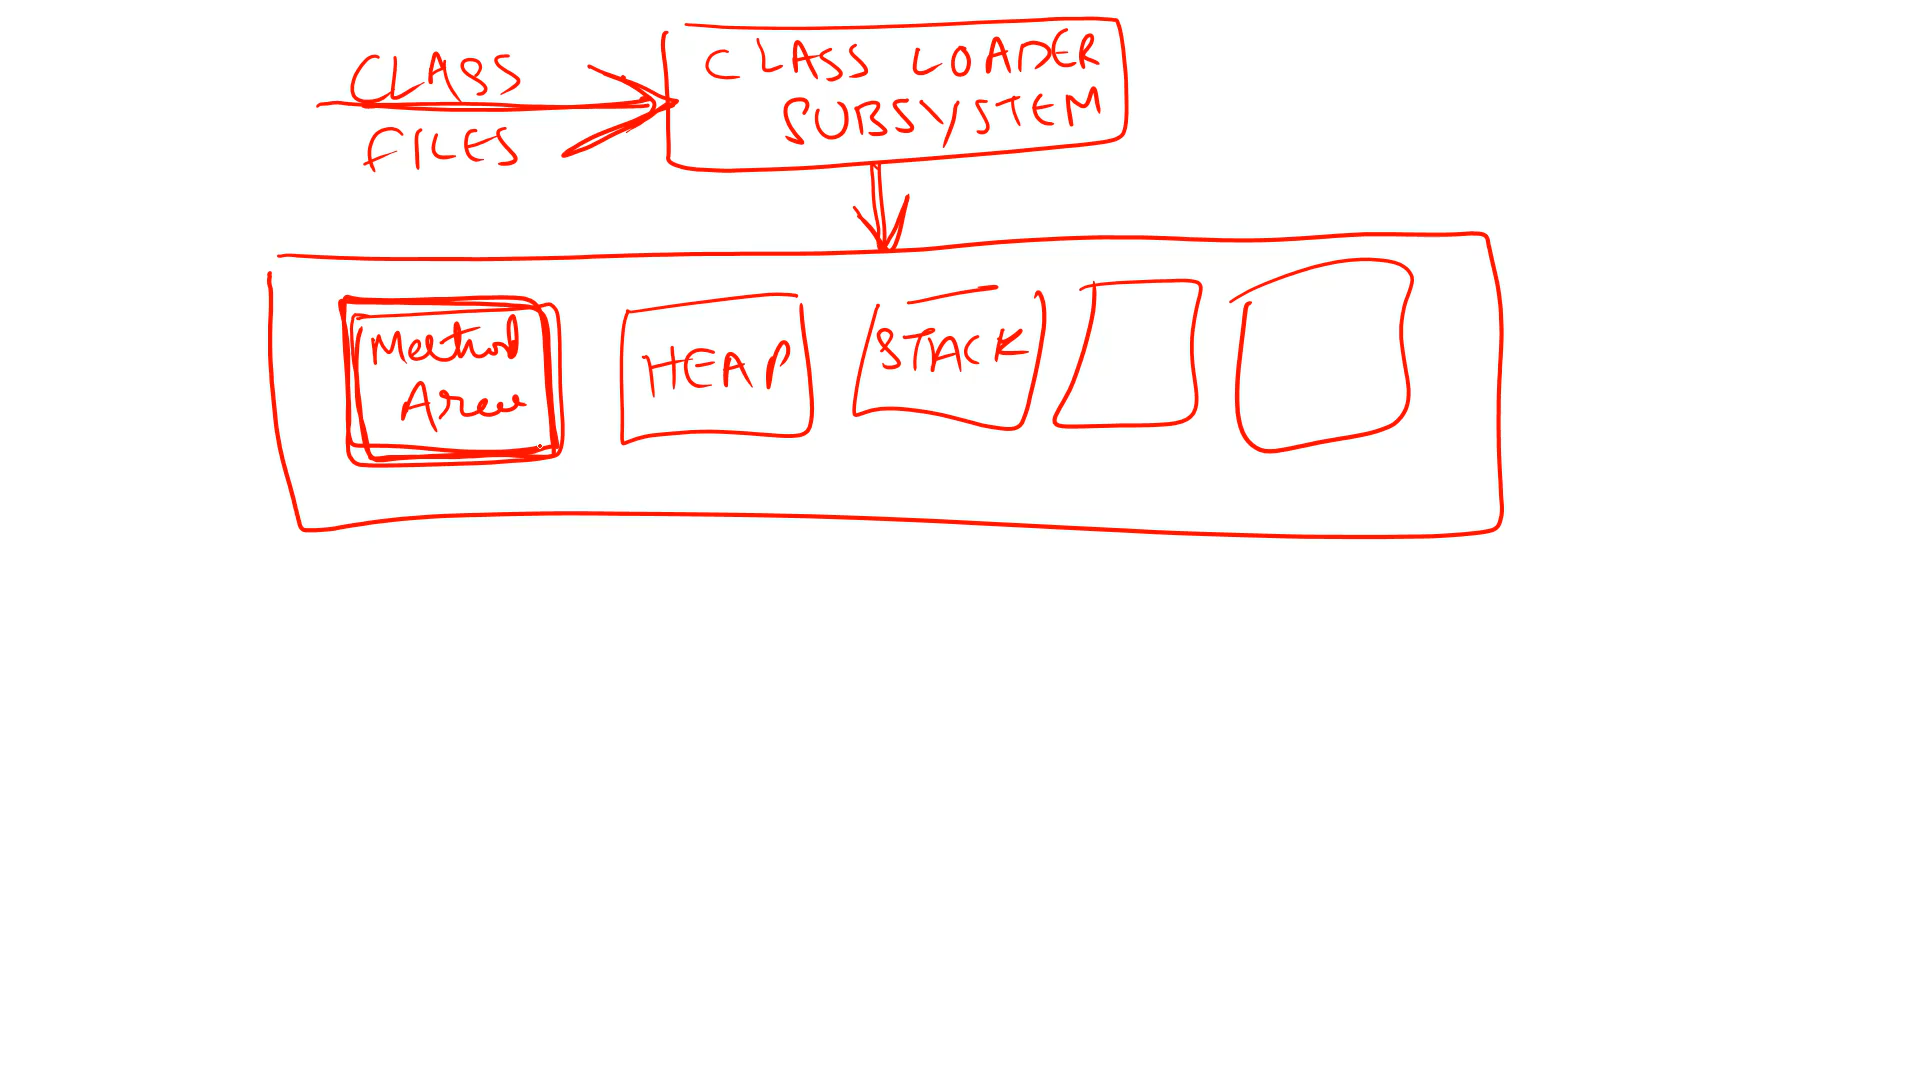 CLASS
FILES
CLASS LOADER
SUBSYSTEM
Method
Area
HEAP
STACK